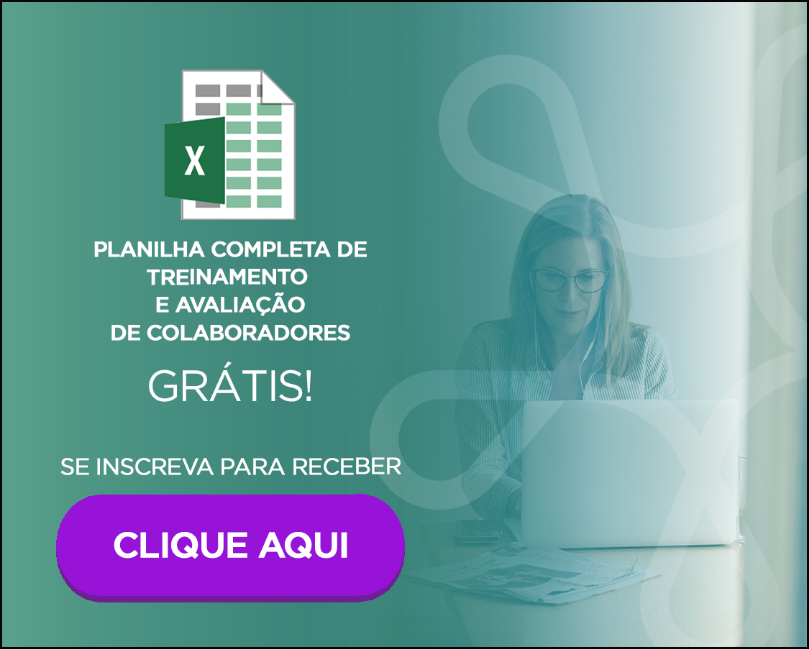 X
PLANILHA COMPLETA DE
TREINAMENTO
E AVALIAÇÃO
DE COLABORADORES
GRÁTIS!
SE INSCREVA PARA RECEBER
CLIQUE AQUI